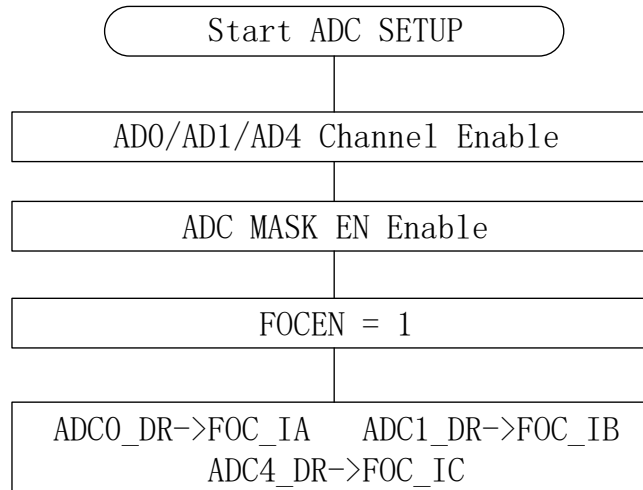 Start ADC SETUP
AD0/AD1/AD4 Channel Enable
ADC MASK EN Enable
FOCEN = 1
ADC0_DR->FOC_IA ADC1_DR->FOC_IB
ADC4_DR->FOC_IC